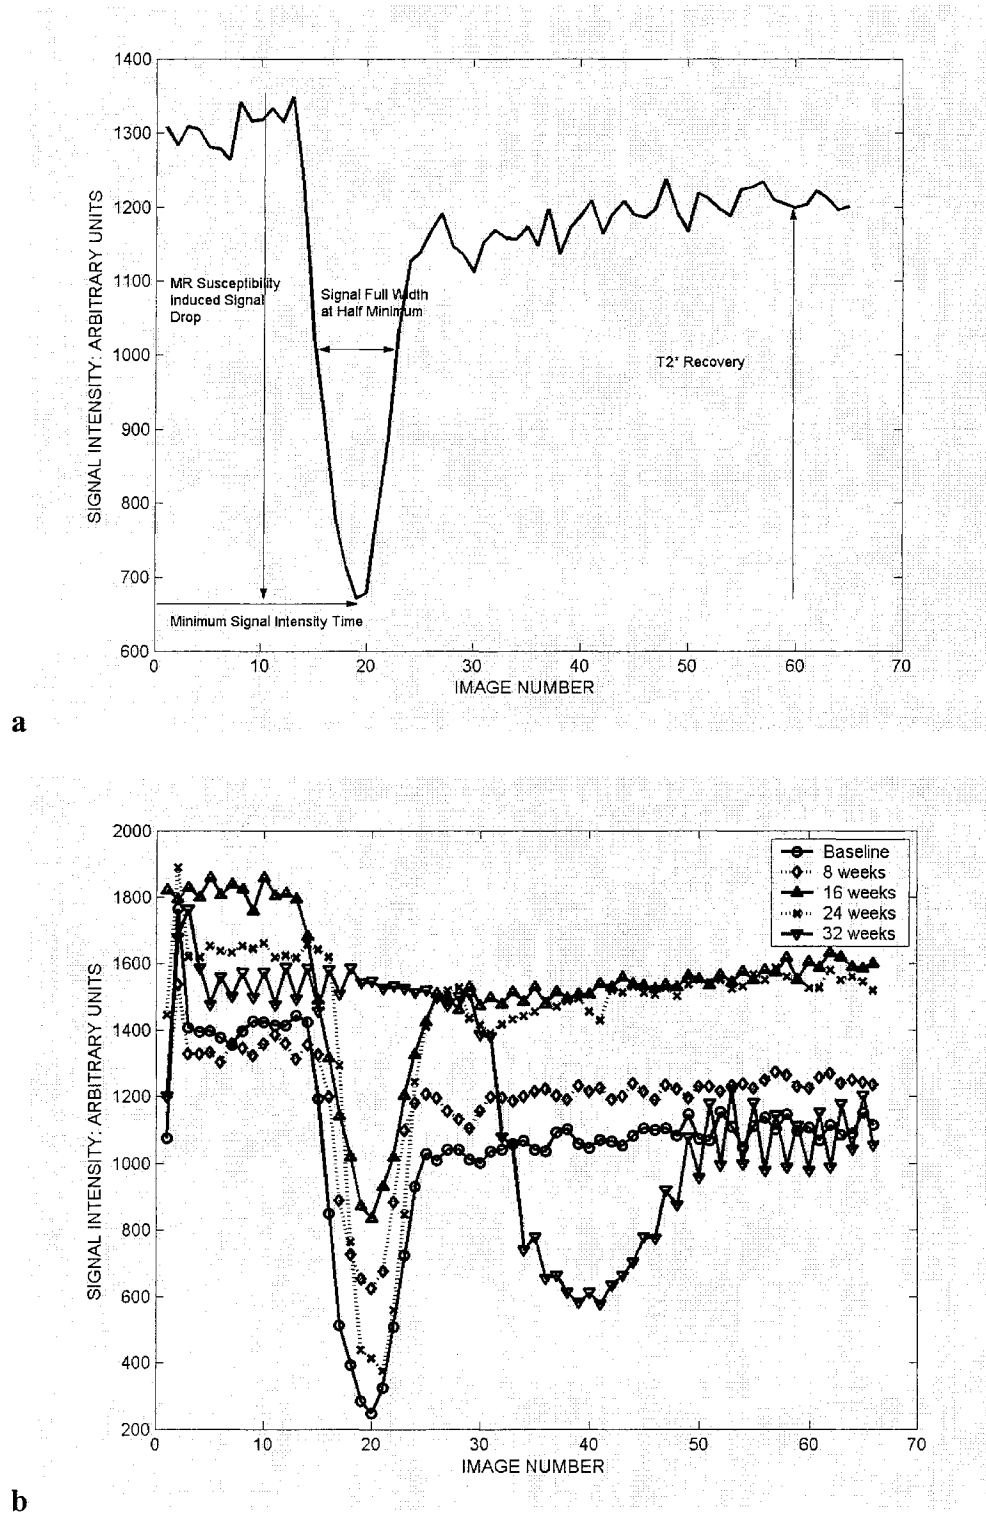 1400
1300
1200
1100
1000
900
800
700
600
SIGNAL INTENSITY: ARBITRARY UNITS
MR Susceptibility
induced Signal
Drop
Signal Full Width
at Half Minimum
T2* Recovery
Minimum Signal Intensity Time
0 10 20 30 40 50 60 70
IMAGE NUMBER
a
2000
1800
1600
1400
1200
1000
800
600
400
200
SIGNAL INTENSITY: ARBITRARY UNITS
Baseline
8 weeks
16 weeks
24 weeks
32 weeks
0 10 20 30 40 50 60 70
IMAGE NUMBER
b